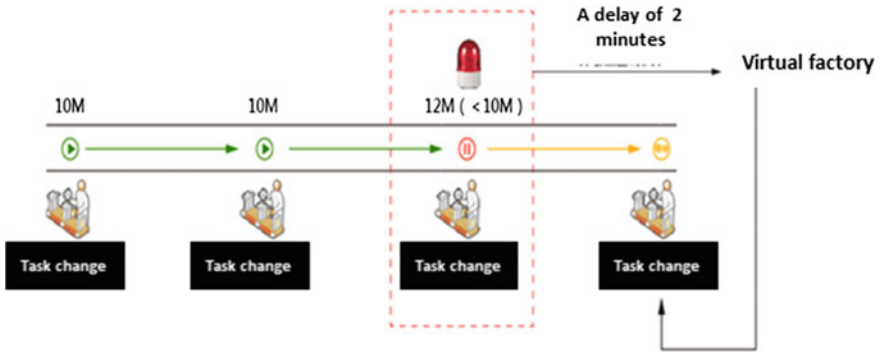 A delay of 2
minutes
Virtual factory
10M
10M
12M ( <10M )
Task change
Task change
Task change
Task change